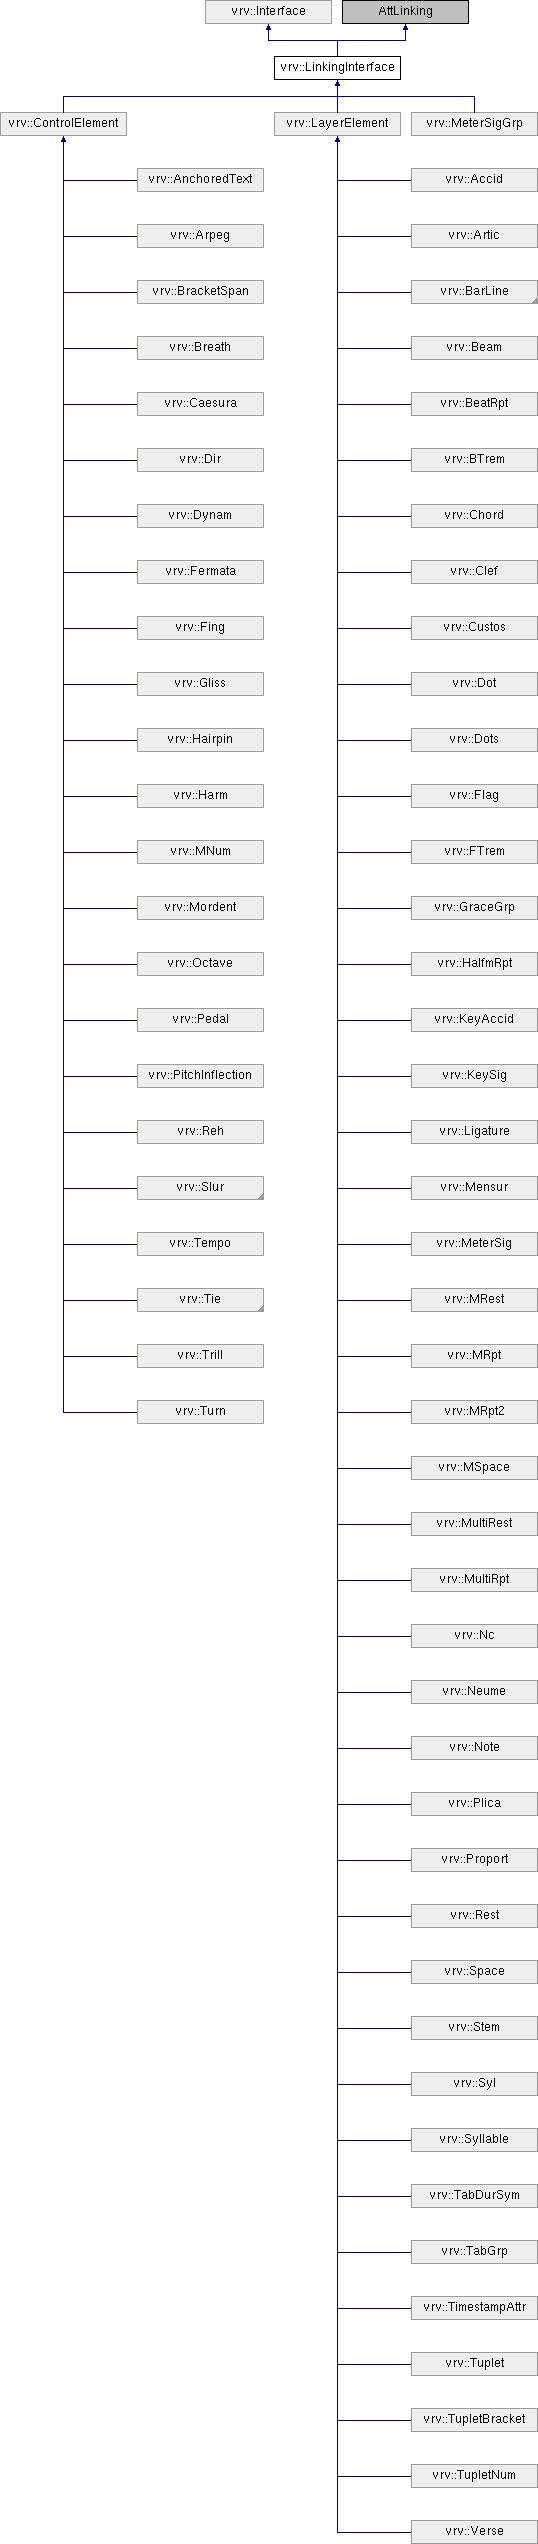 vrv::Interface
AttLinking
vrv::LinkingInterface
vrv::ControlElement
vrv::LayerElement
vrv::MeterSigGrp
vrv::AnchoredText
vrv::Accid
vrv::Arpeg
vrv::Artic
vrv::BracketSpan
vrv::BarLine
vrv::Breath
vrv::Beam
vrv::Caesura
vrv::BeatRpt
vrv::Dir
vrv::BTrem
vrv::Dynam
vrv::Chord
vrv::Fermata
vrv::Clef
vrv::Fing
vrv::Custos
vrv::Gliss
vrv::Dot
vrv::Hairpin
vrv::Dots
vrv::Harm
vrv::Flag
vrv::MNum
vrv::FTrem
vrv::Mordent
vrv::GraceGrp
vrv::Octave
vrv::HalfmRpt
vrv::Pedal
vrv::KeyAccid
vrv::PitchInflection
vrv::KeySig
vrv::Reh
vrv::Ligature
vrv::Slur
vrv::Mensur
vrv::Tempo
vrv::MeterSig
vrv::Tie
vrv::MRest
vrv::Trill
vrv::MRpt
vrv::Turn
vrv::MRpt2
vrv::MSpace
vrv::MultiRest
vrv::MultiRpt
vrv::Nc
vrv::Neume
vrv::Note
vrv::Plica
vrv::Proport
vrv::Rest
vrv::Space
vrv::Stem
vrv::Syl
vrv::Syllable
vrv::TabDurSym
vrv::TabGrp
vrv::TimestampAttr
vrv::Tuplet
vrv::TupletBracket
vrv::TupletNum
vrv::Verse